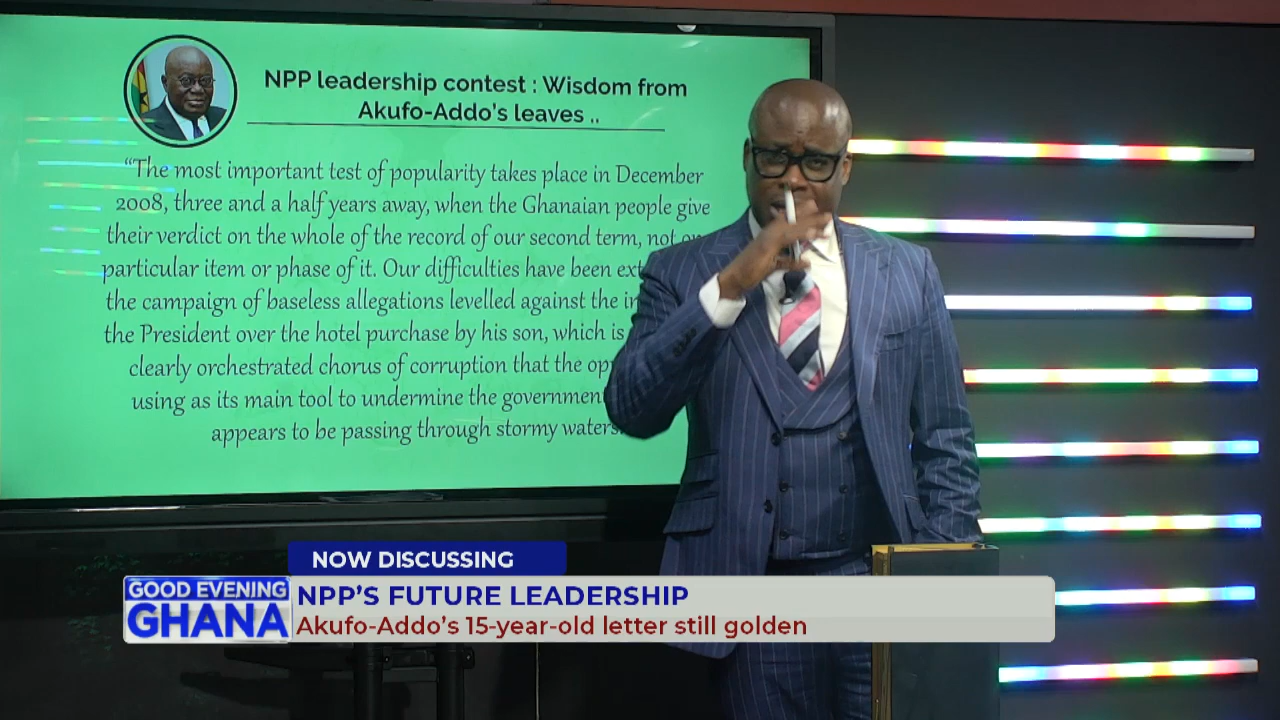 NPP leadership contest : Wisdom from
Akufo-Addo's leaves ..
“The most important test of popularity takes place in December
2008, three and a half years away, when the Ghanaian people give
their verdict on the whole of the record of our second term, not on
particular item or phase of it. Our difficulties have been
the campaign of baseless allegations levelled against the
the President over the hotel purchase by his son, which is
clearly orchestrated chorus of corruption that the
using as its main tool to undermine the government
appears to be passing through stormy waters.
NOW DISCUSSING
GOOD EVENING
GHANA
NPP’S FUTURE LEADERSHIP
Akufo-Addo’s 15-year-old letter still golden